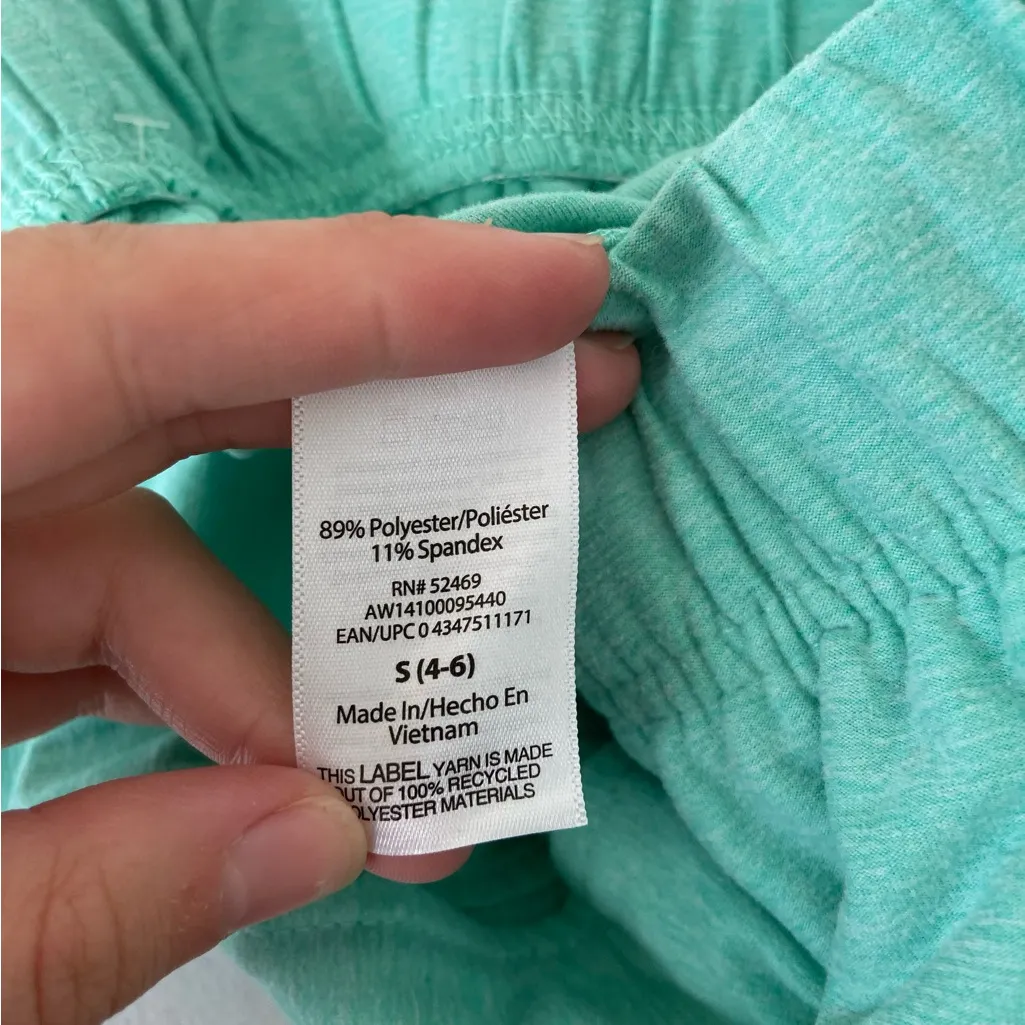 89% Polyester/Poliéster
11% Spandex
RN# 52469
AW14100095440
EAN/UPC 0 4347511171
S (4-6)
Made In/Hecho En
Vietnam
THIS LABEL YARN IS MADE
OUT OF 100% RECYCLED
POLYESTER MATERIALS